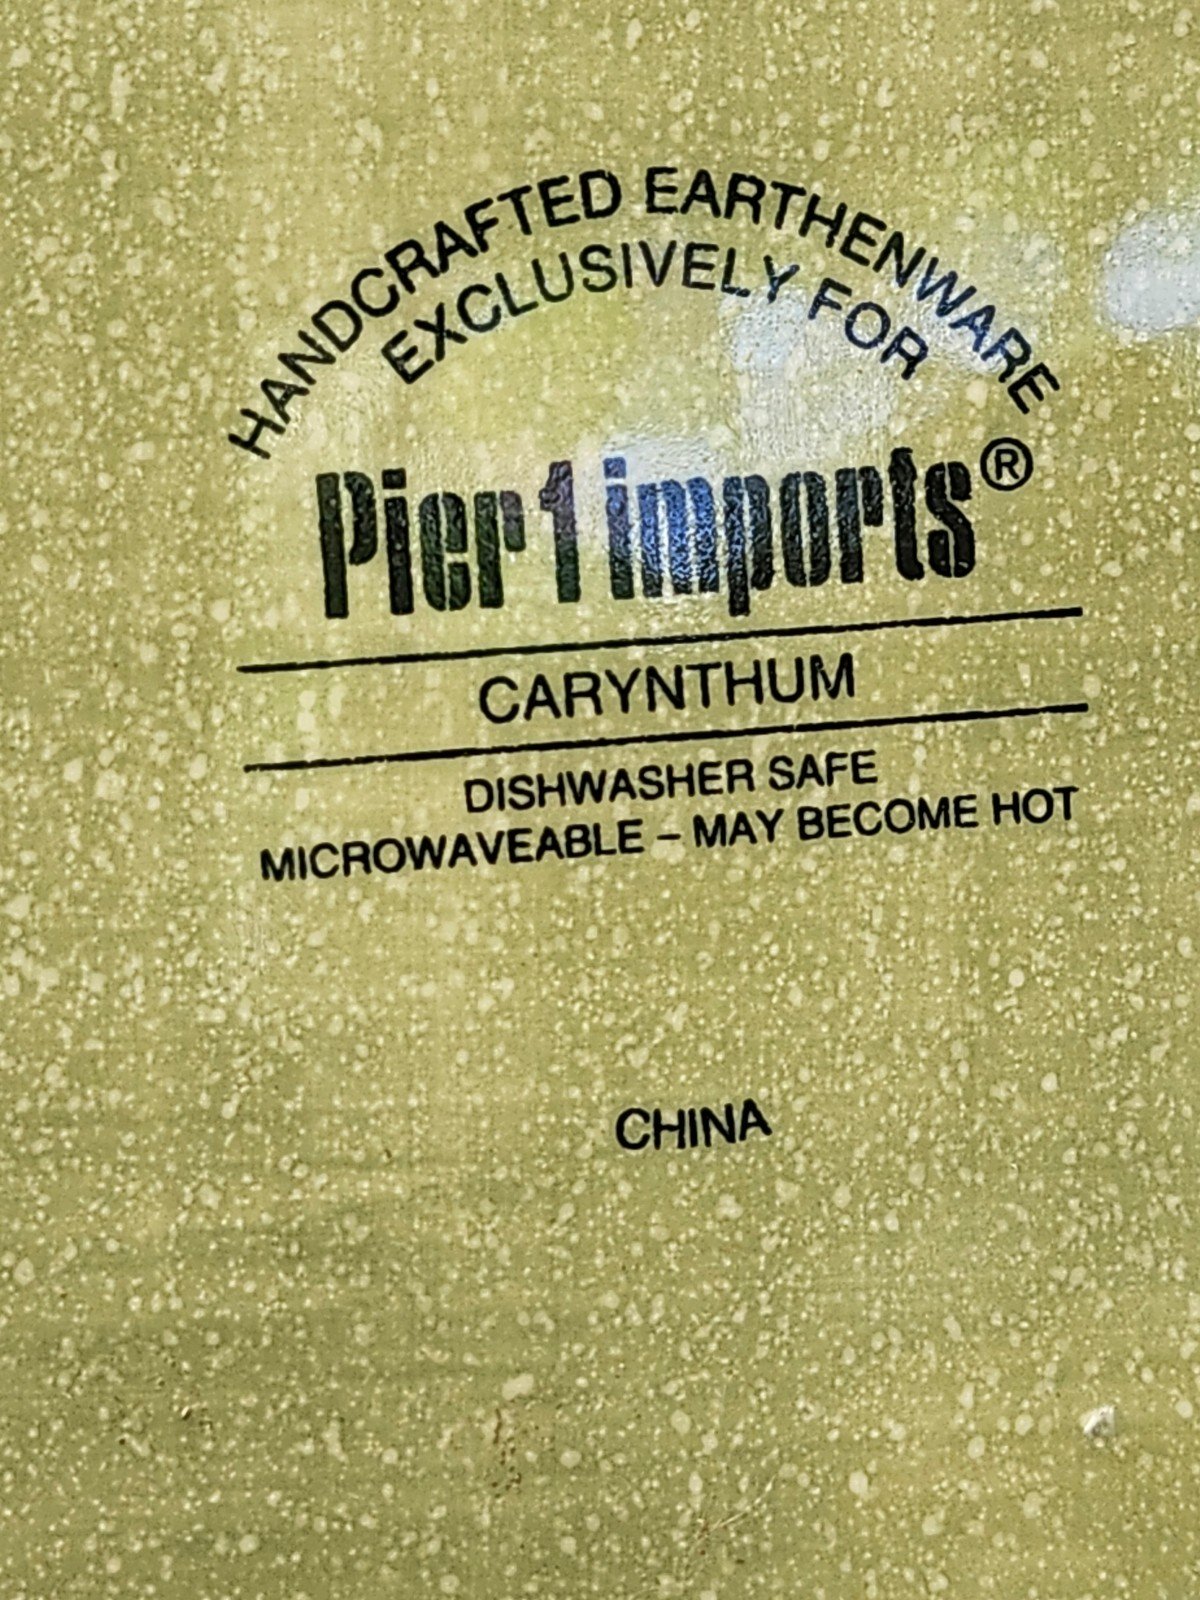 HANDCRAFTED EARTHENWARE
EXCLUSIVELY FOR
Pier 1 imports®
CARYNTHUM
DISHWASHER SAFE
MICROWAVEABLE – MAY BECOME HOT
CHINA